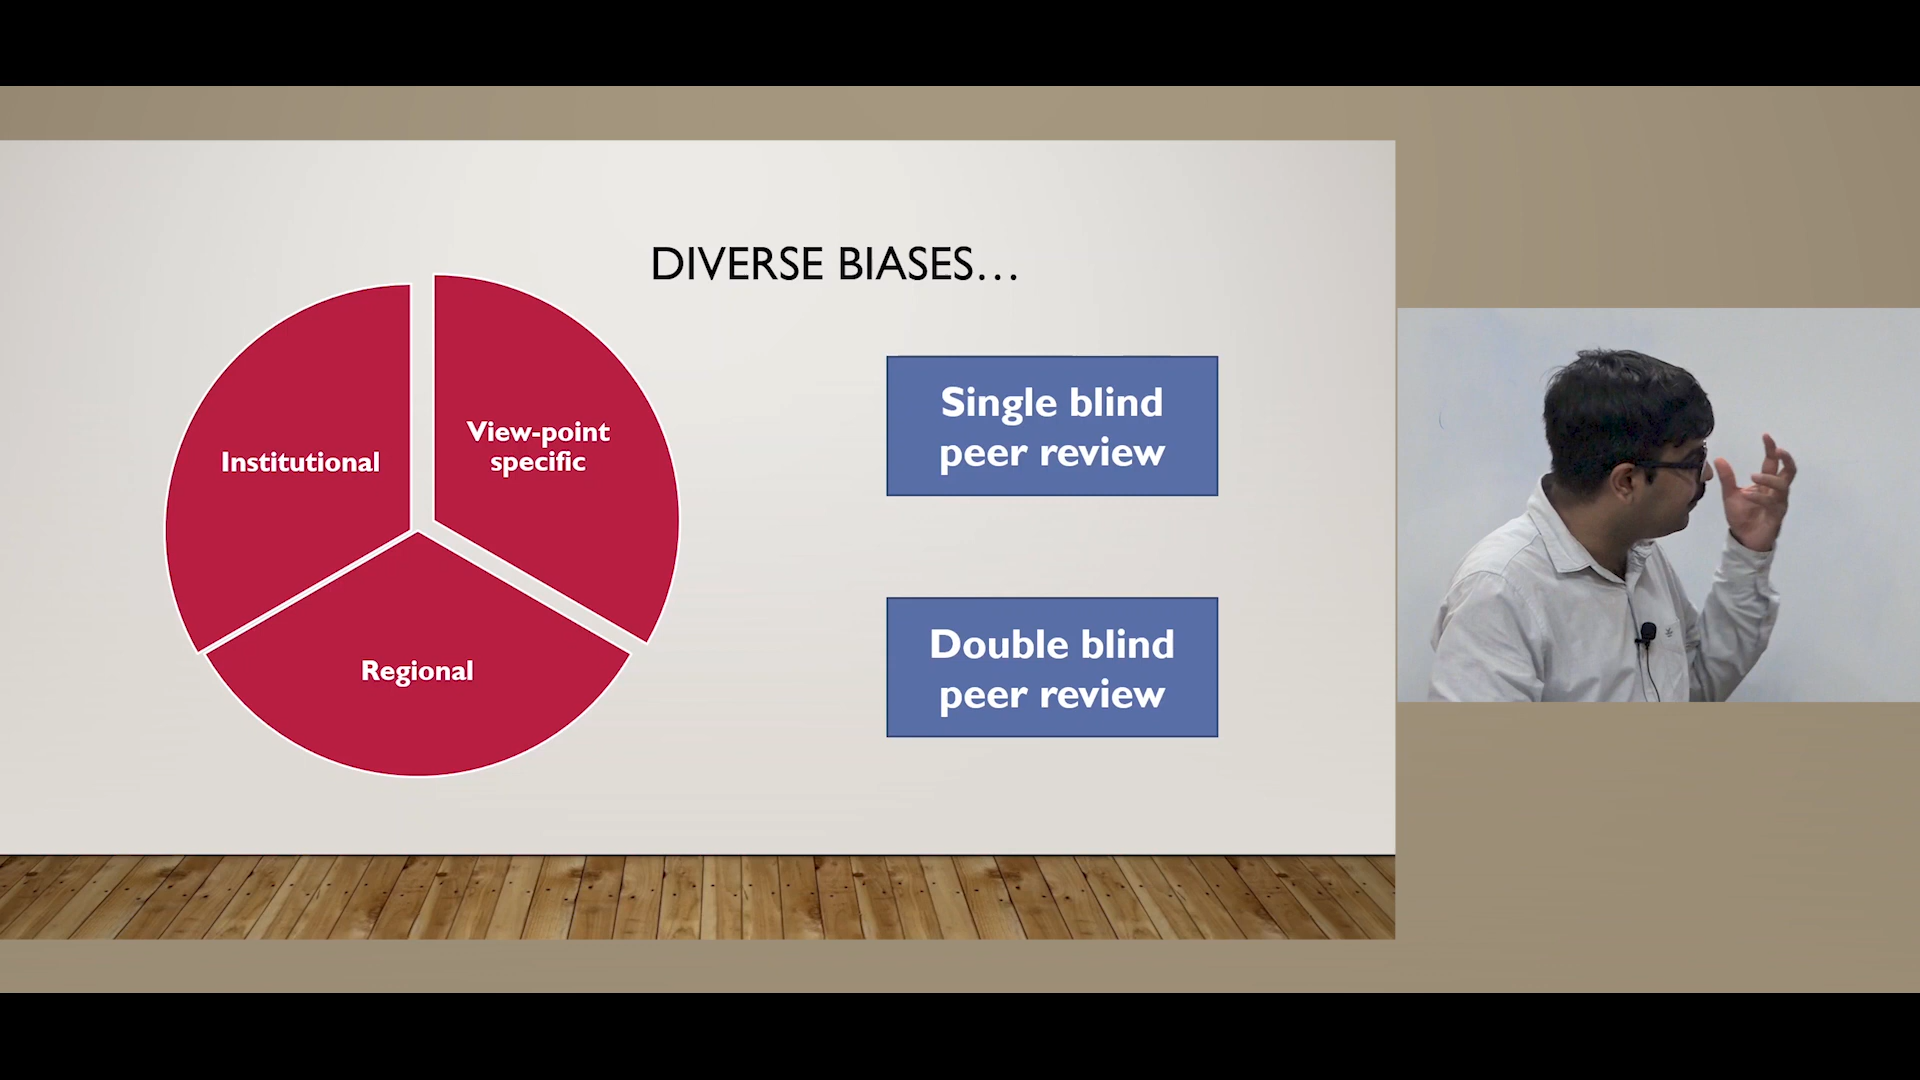 DIVERSE BIASES...
Institutional
View-point
specific
Regional
Single blind
peer review
Double blind
peer review